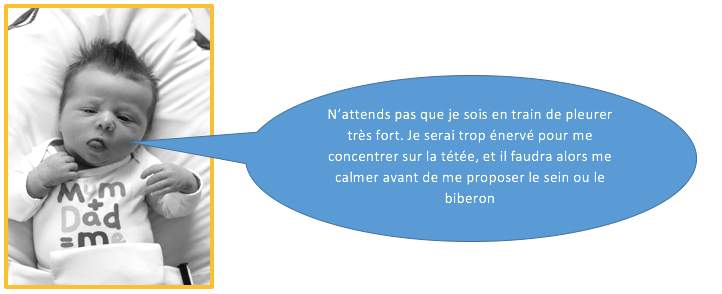 N'attends pas que je sois en train de pleurer
très fort. Je serai trop énervé pour me
concentrer sur la tétée, et il faudra alors me
calmer avant de me proposer le sein ou le
biberon
Mum
+
Dad
=me